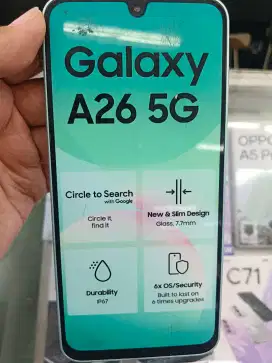 Galaxy
A26 5G
Circle to Search
with Google
Circle it,
find it
New & Slim Design
Glass, 7.7mm
Durability
IP67
6x OS/Security
Built to last on
6 times upgrades
OPPO
A5 P
C71